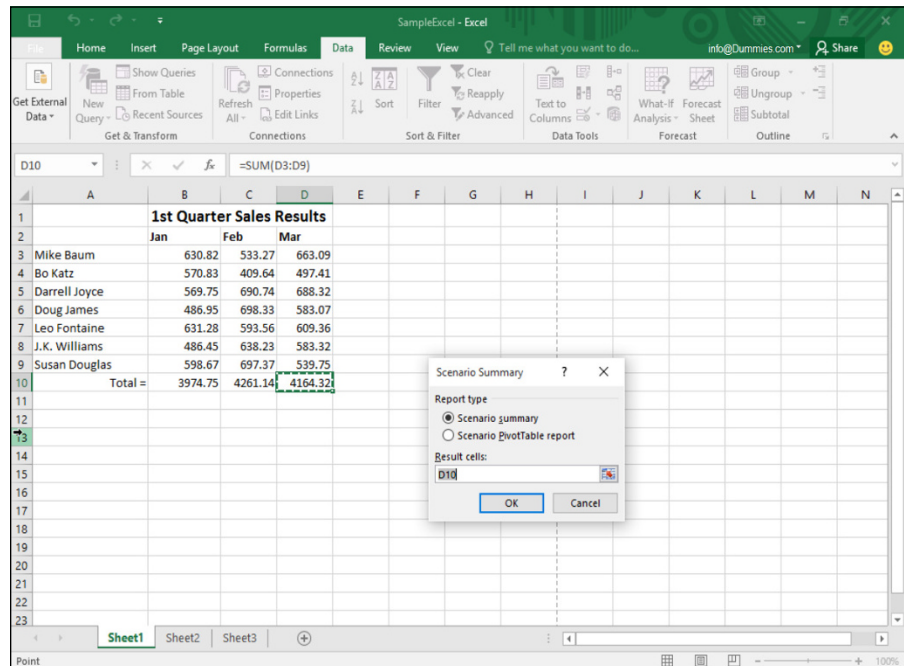 SampleExcel - Excel
File Home Insert Page Layout Formulas Data Review View Tell me what you want to do... info@Dummies.com Share
Get External Data
New Query
Show Queries
From Table
Recent Sources
Get & Transform
Refresh All
Connections
Properties
Edit Links
Connections
Sort
Filter
Clear
Reapply
Advanced
Sort & Filter
Text to Columns
Data Tools
What-If Analysis
Forecast Sheet
Forecast
Group
Ungroup
Subtotal
Outline
D10 fx =SUM(D3:D9)
A B C D E F G H I J K L M N
1 1st Quarter Sales Results
2 Jan Feb Mar
3 Mike Baum 630.82 533.27 663.09
4 Bo Katz 570.83 409.64 497.41
5 Darrell Joyce 569.75 690.74 688.32
6 Doug James 486.95 698.33 583.07
7 Leo Fontaine 631.28 593.56 609.36
8 J.K. Williams 486.45 638.23 583.32
9 Susan Douglas 598.67 697.37 539.75
10 Total = 3974.75 4261.14 4164.32
11
12
13
14
15
16
17
18
19
20
21
22
23
Scenario Summary ? ×
Report type
Scenario summary
Scenario PivotTable report
Result cells:
D10
OK Cancel
Sheet1 Sheet2 Sheet3
Point 100%